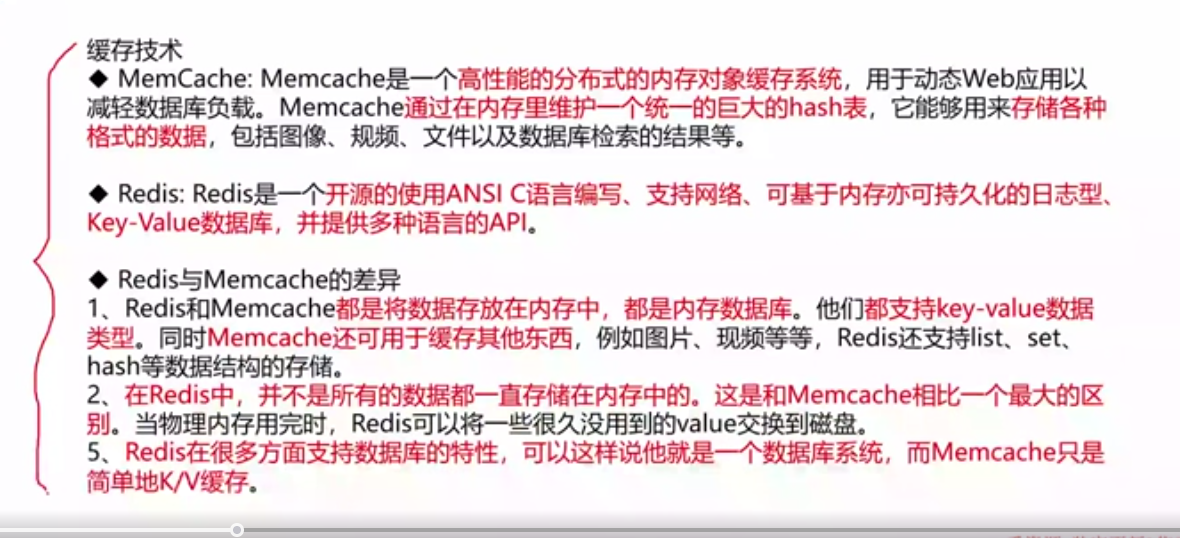 缓存技术
◆ MemCache: Memcache是一个高性能的分布式的内存对象缓存系统，用于动态Web应用以
减轻数据库负载。Memcache通过在内存里维护一个统一的巨大的hash表，它能够用来存储各种
格式的数据，包括图像、规频、文件以及数据库检索的结果等。
◆ Redis: Redis是一个开源的使用ANSI C语言编写、支持网络、可基于内存亦可持久化的日志型、
Key-Value数据库，并提供多种语言的API。
◆ Redis与Memcache的差异
1、Redis和Memcache都是将数据存放在内存中，都是内存数据库。他们都支持key-value数据
类型。同时Memcache还可用于缓存其他东西，例如图片、现频等等，Redis还支持list、set、
hash等数据结构的存储。
2、在Redis中，并不是所有的数据都一直存储在内存中的。这是和Memcache相比一个最大的区
别。当物理内存用完时，Redis可以将一些很久没用到的value交换到磁盘。
5、Redis在很多方面支持数据库的特性，可以这样说他就是一个数据库系统，而Memcache只是
简单地K/V缓存。